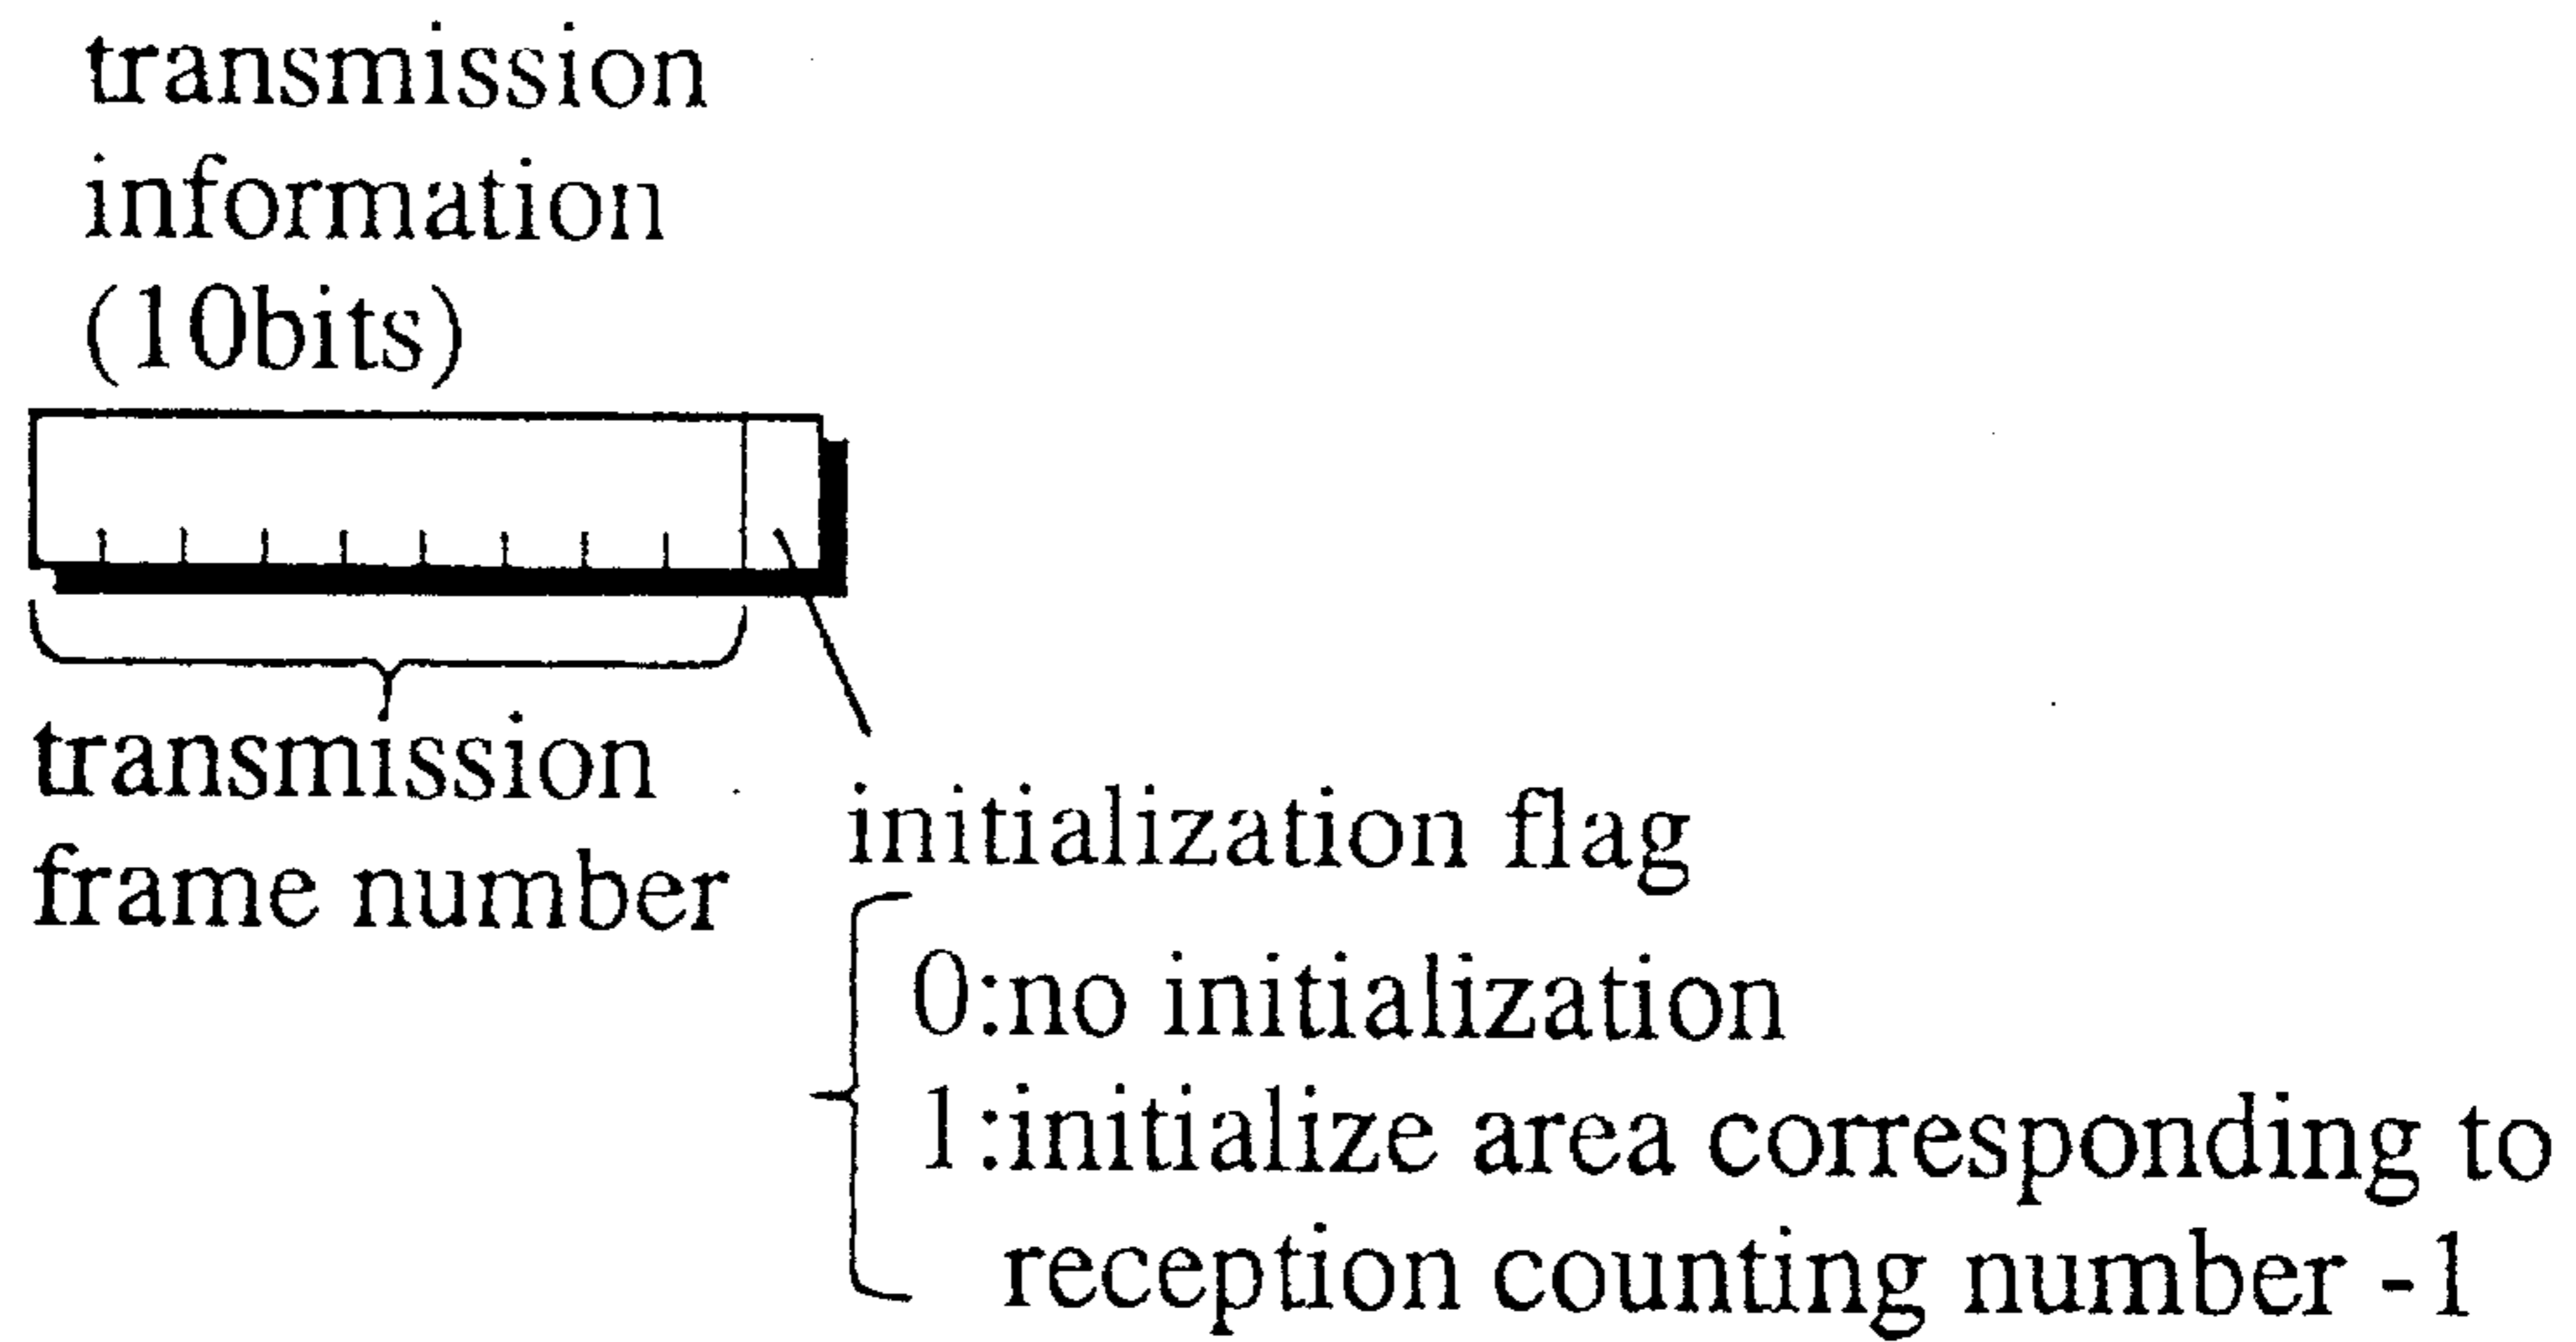 transmission
information
(10bits)
transmission
frame number
initialization flag
0:no initialization
1:initialize area corresponding to
reception counting number -1